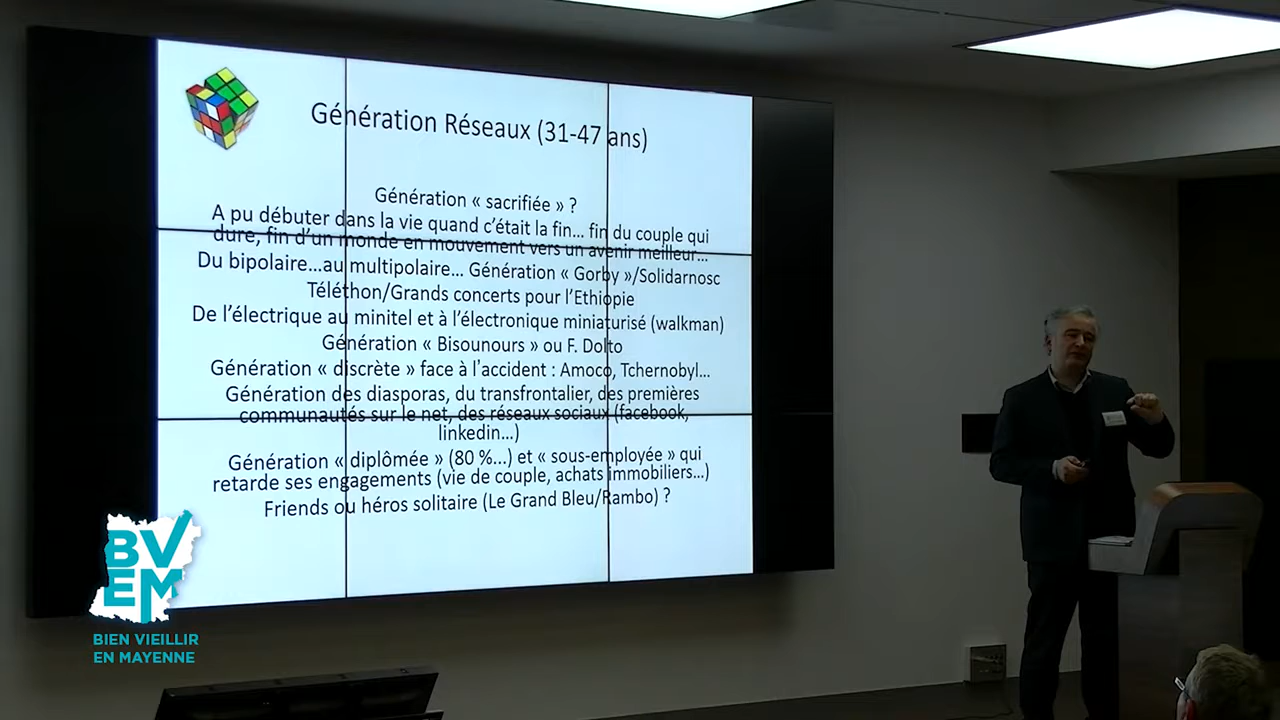 Génération Réseaux (31-47 ans)
Génération « sacrifiée » ?
A pu débuter dans la vie quand c’était la fin… fin du couple qui
dure, fin d’un monde en mouvement vers un avenir meilleur…
Du bipolaire…au multipolaire… Génération « Gorby »/Solidarnosc
Téléthon/Grands concerts pour l’Ethiopie
De l’électrique au minitel et à l’électronique miniaturisé (walkman)
Génération « Bisounours » ou F. Dolto
Génération « discrète » face à l’accident : Amoco, Tchernobyl…
Génération des diasporas, du transfrontalier, des premières
communautés sur le net, des réseaux sociaux (facebook,
linkedin…)
Génération « diplômée » (80 %...) et « sous-employée » qui
retarde ses engagements (vie de couple, achats immobiliers…)
Friends ou héros solitaire (Le Grand Bleu/Rambo) ?
BV
EM
BIEN VIEILLIR
EN MAYENNE